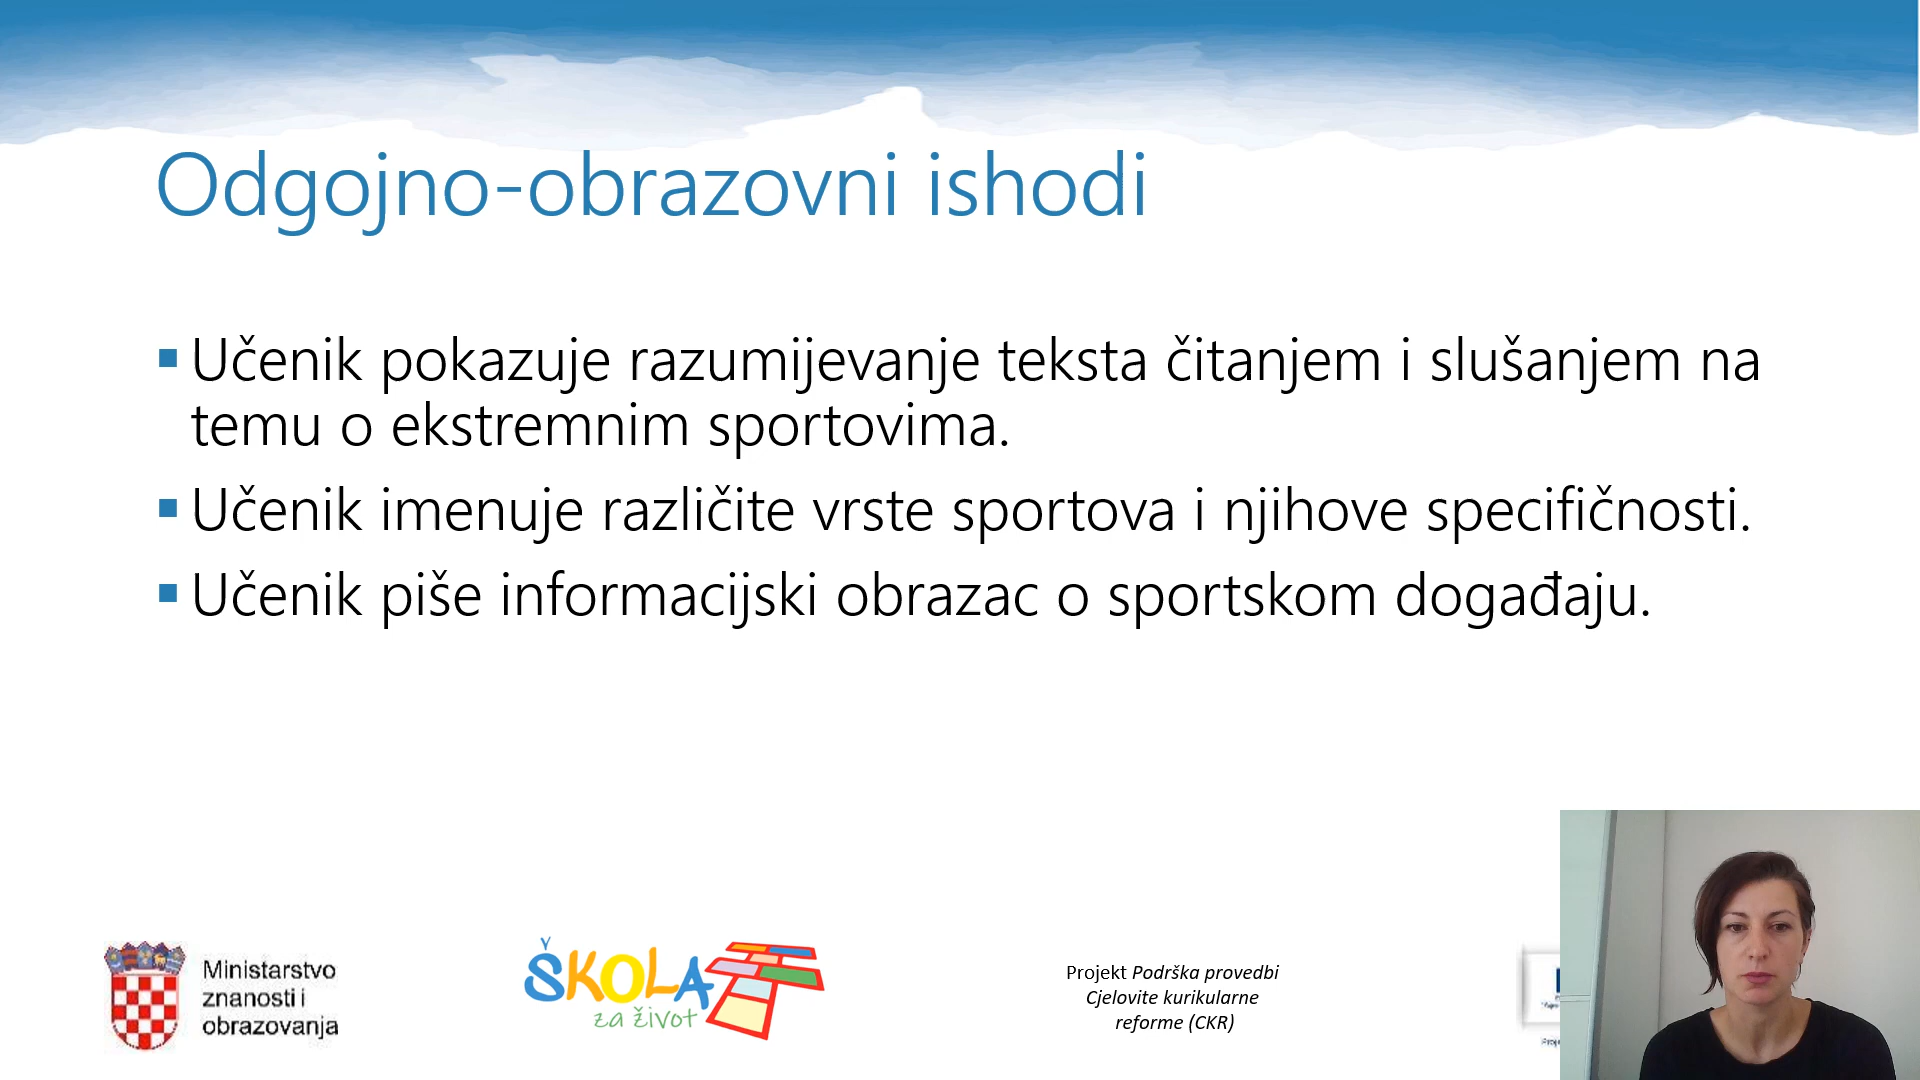 Odgojno-obrazovni ishodi
Učenik pokazuje razumijevanje teksta čitanjem i slušanjem na
temu o ekstremnim sportovima.
Učenik imenuje različite vrste sportova i njihove specifičnosti.
Učenik piše informacijski obrazac o sportskom događaju.
Ministarstvo
znanosti i
obrazovanja
ŠKOLA
za život
Projekt Podrška provedbi
Cjelovite kurikularne
reforme (CKR)